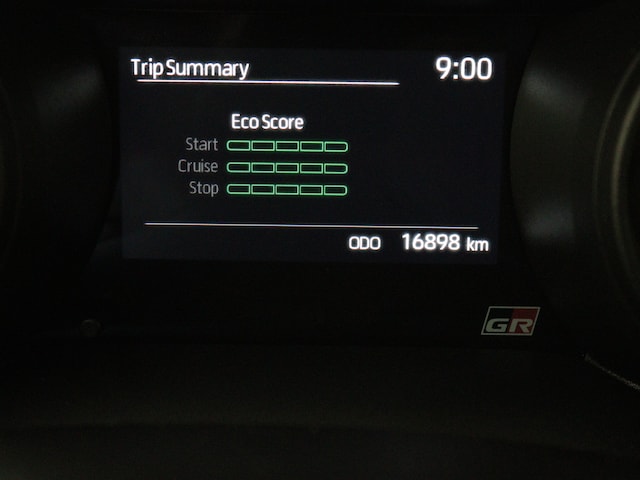 Trip Summary 9:00
Eco Score
Start
Cruise
Stop
ODO 16898 km
GR